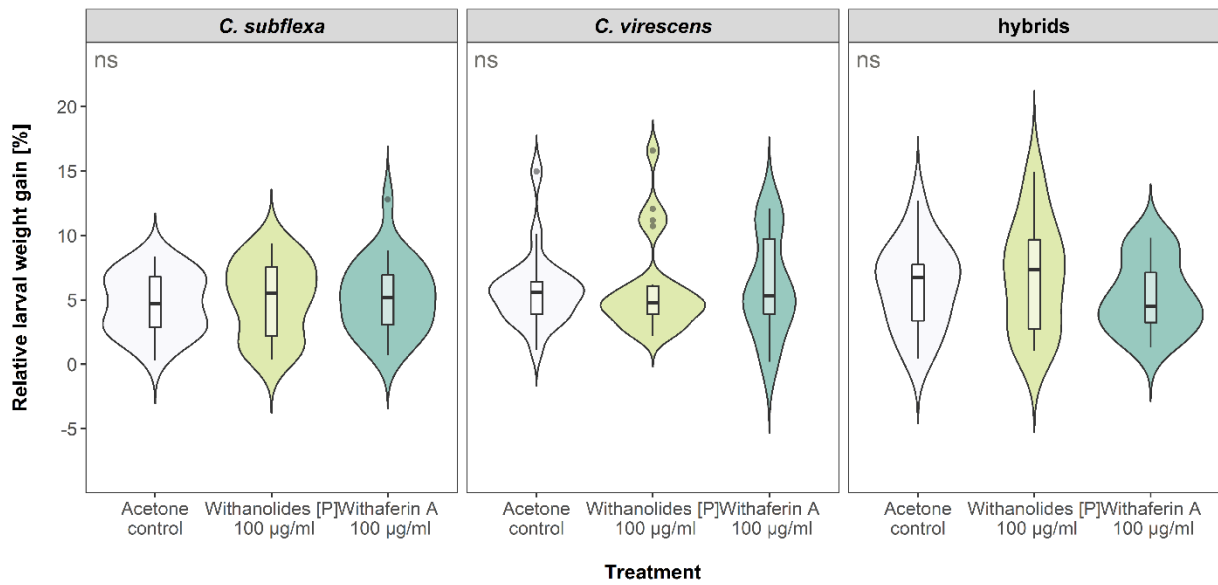 C. subflexa
C. virescens
hybrids
ns
ns
ns
Relative larval weight gain [%]
20
15
10
5
0
-5
Acetone
control
Withanolides [P]
100 µg/ml
Withaferin A
100 µg/ml
Acetone
control
Withanolides [P]
100 µg/ml
Withaferin A
100 µg/ml
Acetone
control
Withanolides [P]
100 µg/ml
Withaferin A
100 µg/ml
Treatment